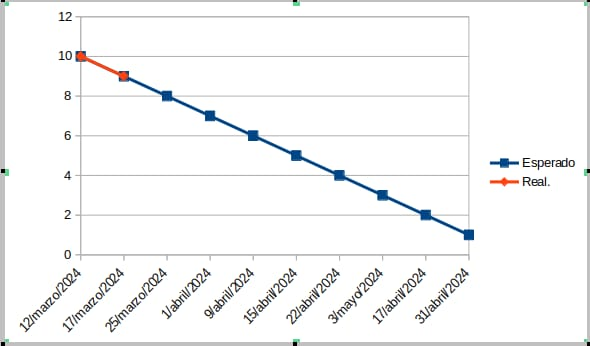 12
10
8
6
4
2
0
12/marzo/2024
17/marzo/2024
25/marzo/2024
1/abril/2024
9/abril/2024
15/abril/2024
22/abril/2024
3/mayo/2024
17/abril/2024
31/abril/2024
Esperado
Real.